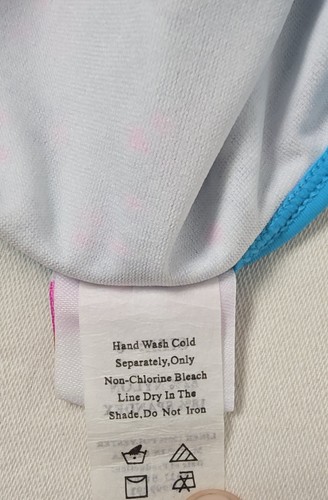 Hand Wash Cold
Separately,Only
Non-Chlorine Bleach
Line Dry In The
Shade,Do Not Iron